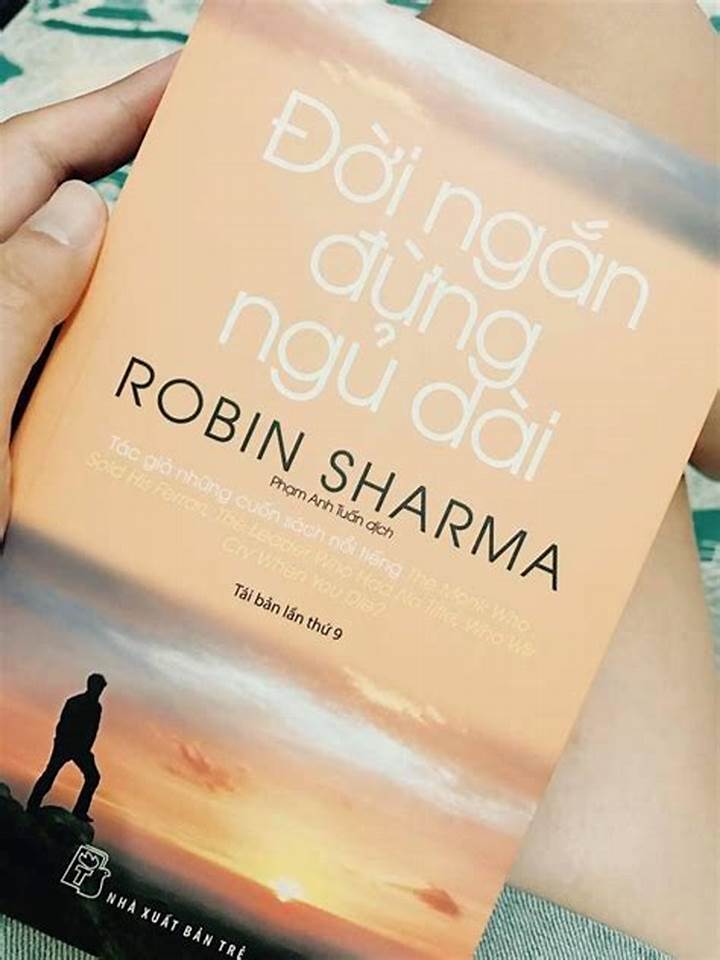 Đời ngắn
đừng
ngủ dài
ROBIN SHARMA
Phạm Anh Tuấn dịch
Tác giả những cuốn sách nổi tiếng The Monk Who
Sold His Ferrari, The Leader Who Had No Title, Who Will
Cry When You Die?
Tái bản lần thứ 9
NHÀ XUẤT BẢN TRẺ